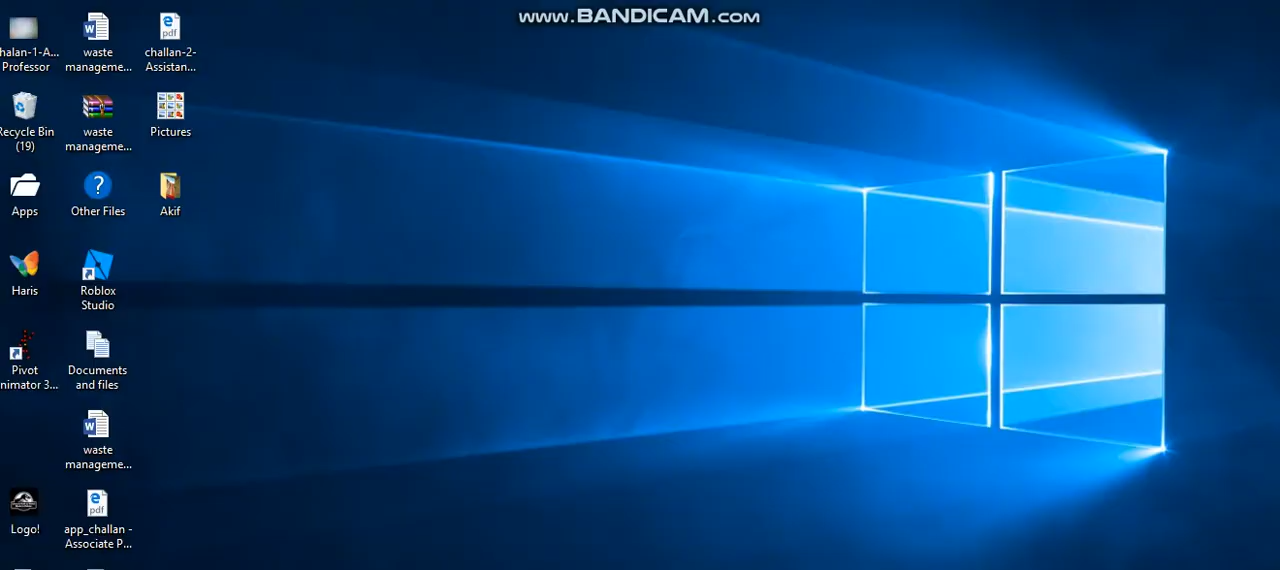 www.BANDICAM.com
halan-1-A...
Professor
waste
manageme...
challan-2-
Assistan...
Recycle Bin
(19)
waste
manageme...
Pictures
Apps
Other Files
Akif
Haris
Roblox
Studio
Pivot
nimator 3...
Documents
and files
waste
manageme...
Logo!
app_challan -
Associate P...